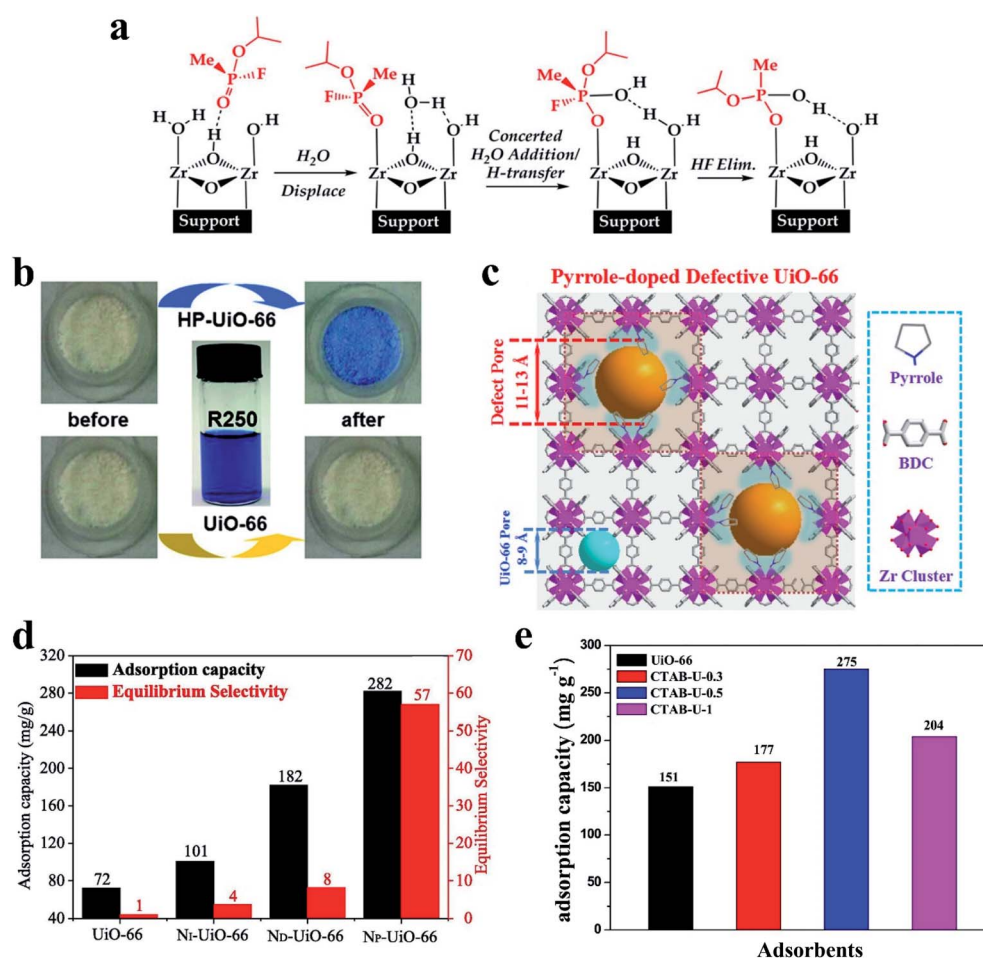 a
Me
O
P
F
O
H
H
O
H
OH
Zr
O
O
Zr
Support
H₂O
Displace
O
Me
F
P
O
H
O
H
H
OH
Zr
O
O
Zr
Support
Concerted
H₂O Addition/
H-transfer
Me
O
F
P
O
H
O
H
H
O
H
Zr
O
O
Zr
Support
HF Elim.
Me
O
P
O
H
O
OH
H
O
Zr
O
Zr
Support
b
HP-UiO-66
before
R250
after
UiO-66
c
Pyrrole-doped Defective UiO-66
Defect Pore
11-13 Å
UiO-66 Pore
8-9 Å
N
Pyrrole
BDC
Zr Cluster
d
Adsorption capacity
Equilibrium Selectivity
Adsorption capacity (mg/g)
320
280
240
200
160
120
80
40
72
1
101
4
182
8
282
57
70
60
50
40
30
20
10
0
Equilibrium Selectivity
UiO-66
NI-UiO-66
ND-UiO-66
NP-UiO-66
e
UiO-66
CTAB-U-0.3
CTAB-U-0.5
CTAB-U-1
adsorption capacity (mg g⁻¹)
300
250
200
150
100
50
0
151
177
275
204
Adsorbents